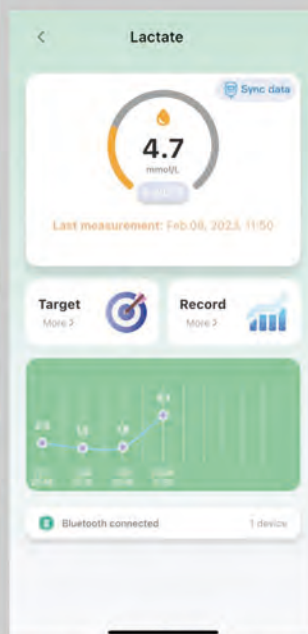 Lactate
Sync data
4.7
mmol/L
Last measurement: Feb 08, 2023, 11:50
Target
More >
Record
More >
Bluetooth connected
1 device